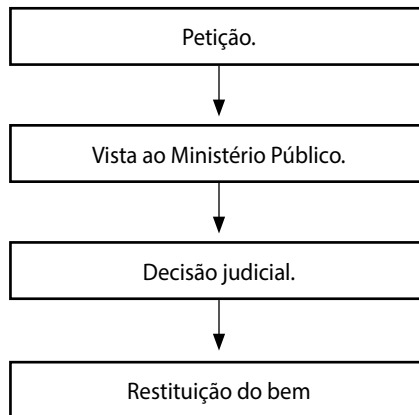 Petição.
Vista ao Ministério Público.
Decisão judicial.
Restituição do bem